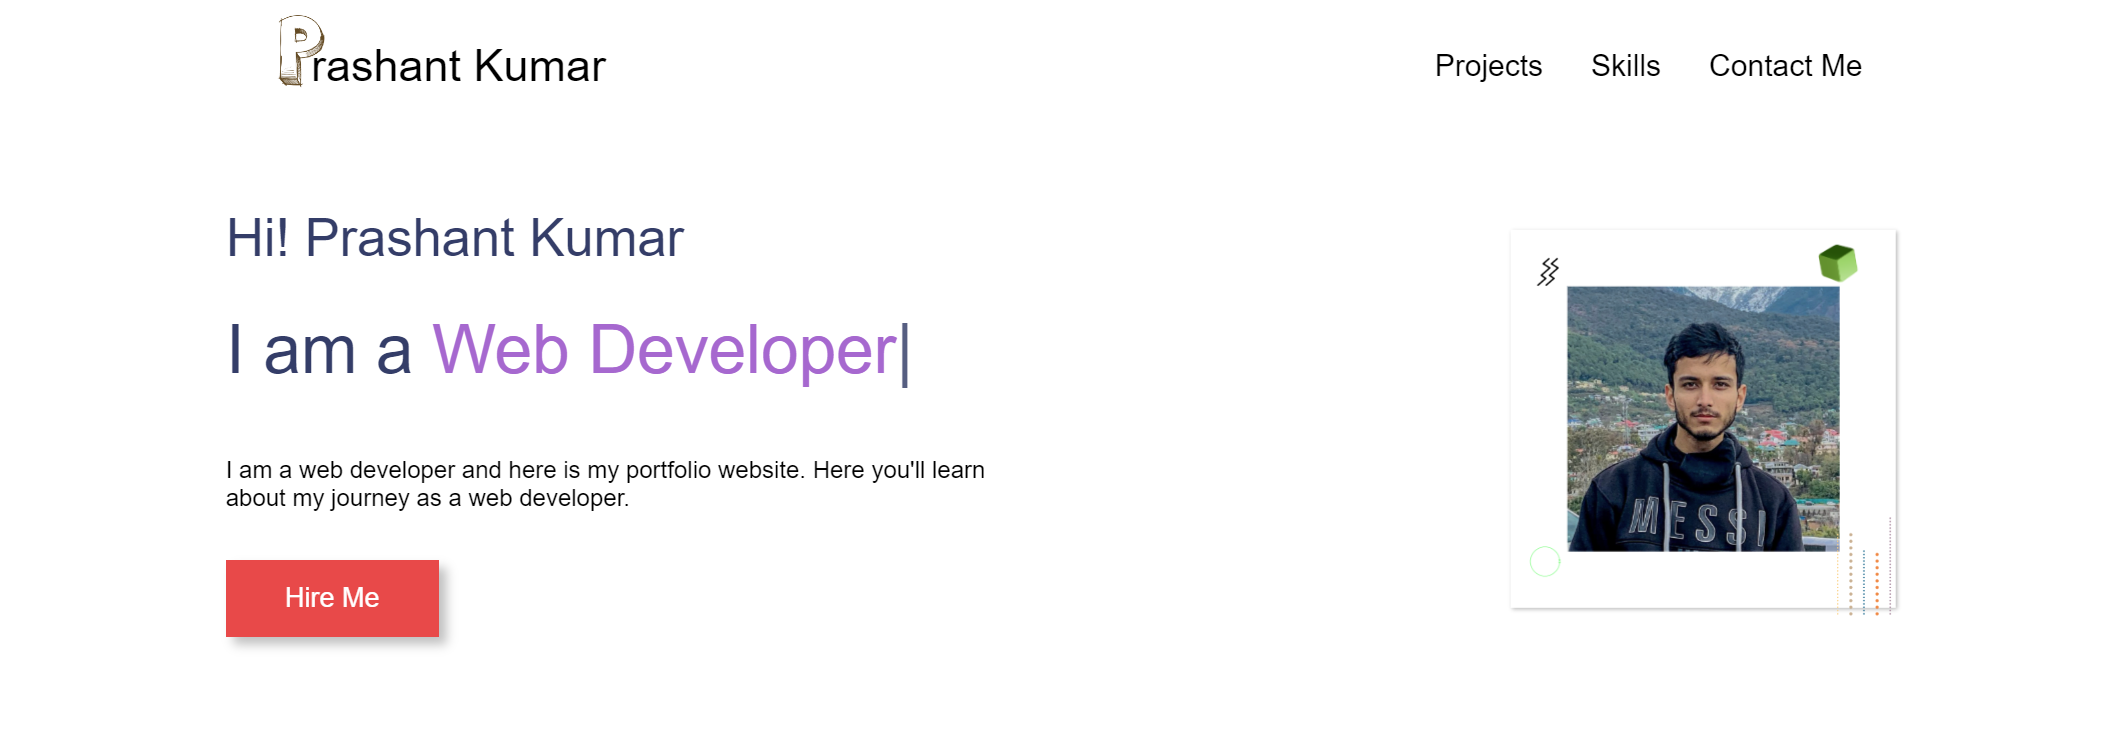 Prashant Kumar
Projects Skills Contact Me
Hi! Prashant Kumar
I am a Web Developer|
I am a web developer and here is my portfolio website. Here you'll learn
about my journey as a web developer.
Hire Me
MESSI